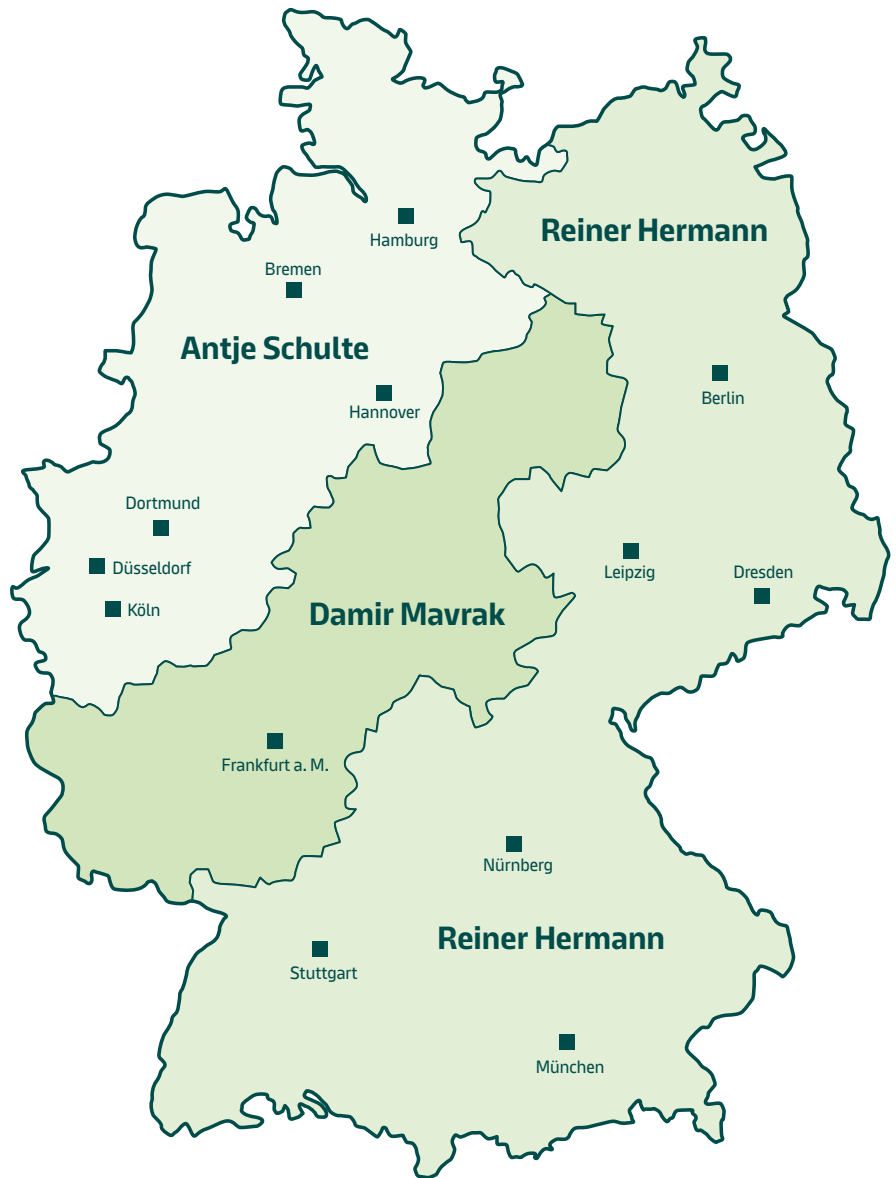 Hamburg
Reiner Hermann
Bremen
Antje Schulte
Hannover
Berlin
Dortmund
Düsseldorf
Köln
Leipzig
Dresden
Damir Mavrak
Frankfurt a. M.
Nürnberg
Reiner Hermann
Stuttgart
München